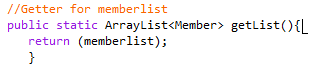 //Getter for memberlist
public static ArrayList<Member> getList(){
return (memberlist);
}